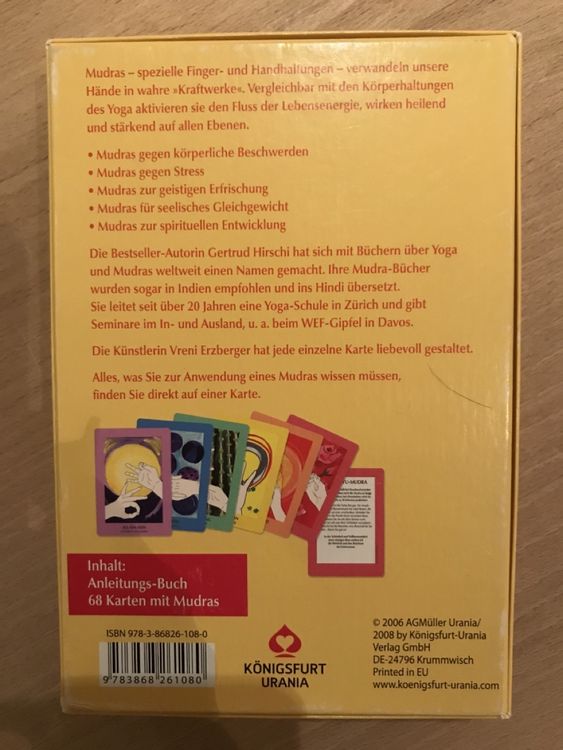 Mudras – spezielle Finger- und Handhaltungen – verwandeln unsere
Hände in wahre »Kraftwerke«. Vergleichbar mit den Körperhaltungen
des Yoga aktivieren sie den Fluss der Lebensenergie, wirken heilend
und stärkend auf allen Ebenen.
• Mudras gegen körperliche Beschwerden
• Mudras gegen Stress
• Mudras zur geistigen Erfrischung
• Mudras für seelisches Gleichgewicht
• Mudras zur spirituellen Entwicklung
Die Bestseller-Autorin Gertrud Hirschi hat sich mit Büchern über Yoga
und Mudras weltweit einen Namen gemacht. Ihre Mudra-Bücher
wurden sogar in Indien empfohlen und ins Hindi übersetzt.
Sie leitet seit über 20 Jahren eine Yoga-Schule in Zürich und gibt
Seminare im In- und Ausland, u. a. beim WEF-Gipfel in Davos.
Die Künstlerin Vreni Erzberger hat jede einzelne Karte liebevoll gestaltet.
Alles, was Sie zur Anwendung eines Mudras wissen müssen,
finden Sie direkt auf einer Karte.
MUDRA
Inhalt:
Anleitungs-Buch
68 Karten mit Mudras
ISBN 978-3-86826-108-0
9 783868 261080
KÖNIGSFURT
URANIA
© 2006 AGMüller Urania/
2008 by Königsfurt-Urania
Verlag GmbH
DE-24796 Krummwisch
Printed in EU
www.koenigsfurt-urania.com